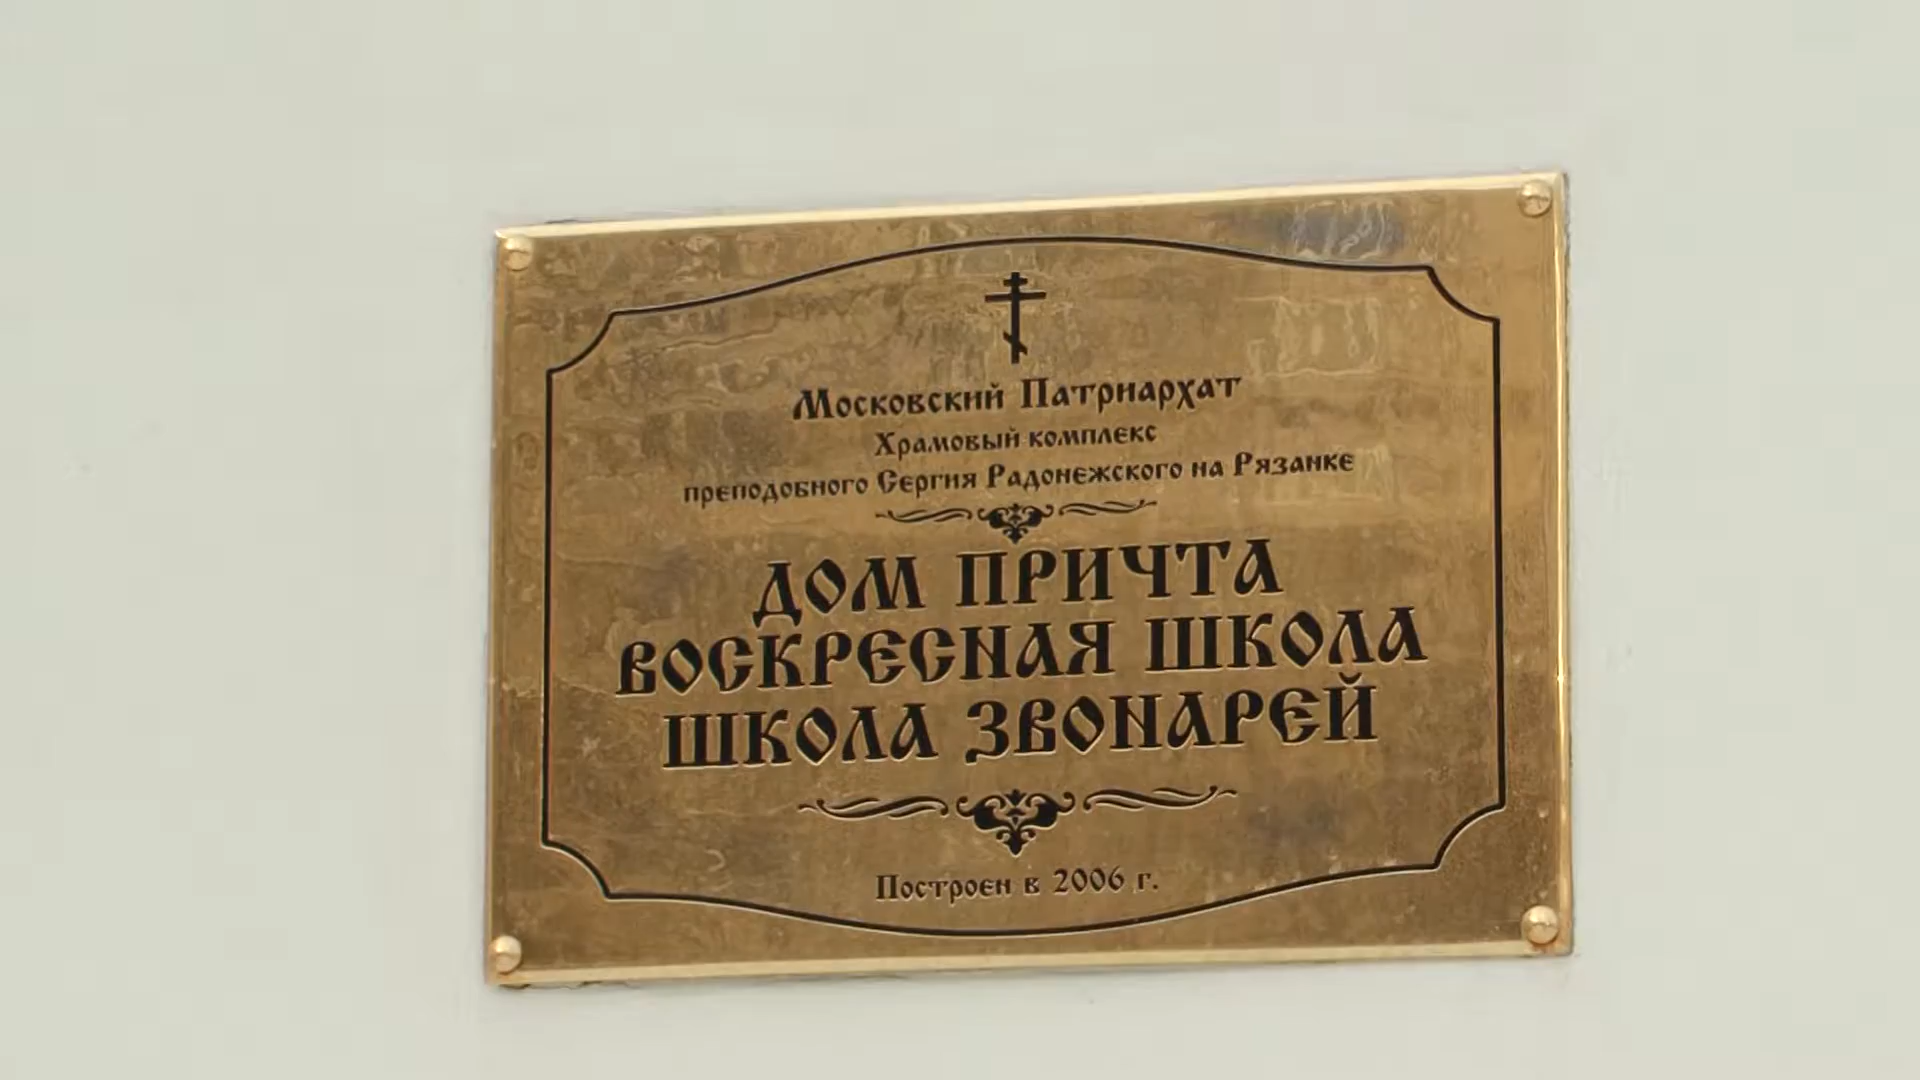 Московский Патриархат
Храмовый комплекс
преподобного Сергия Радонежского на Рязанке
ДОМ ПРИЧТА
ВОСКРЕСНАЯ ШКОЛА
ШКОЛА ЗВОНАРЕЙ
Построен в 2006 г.